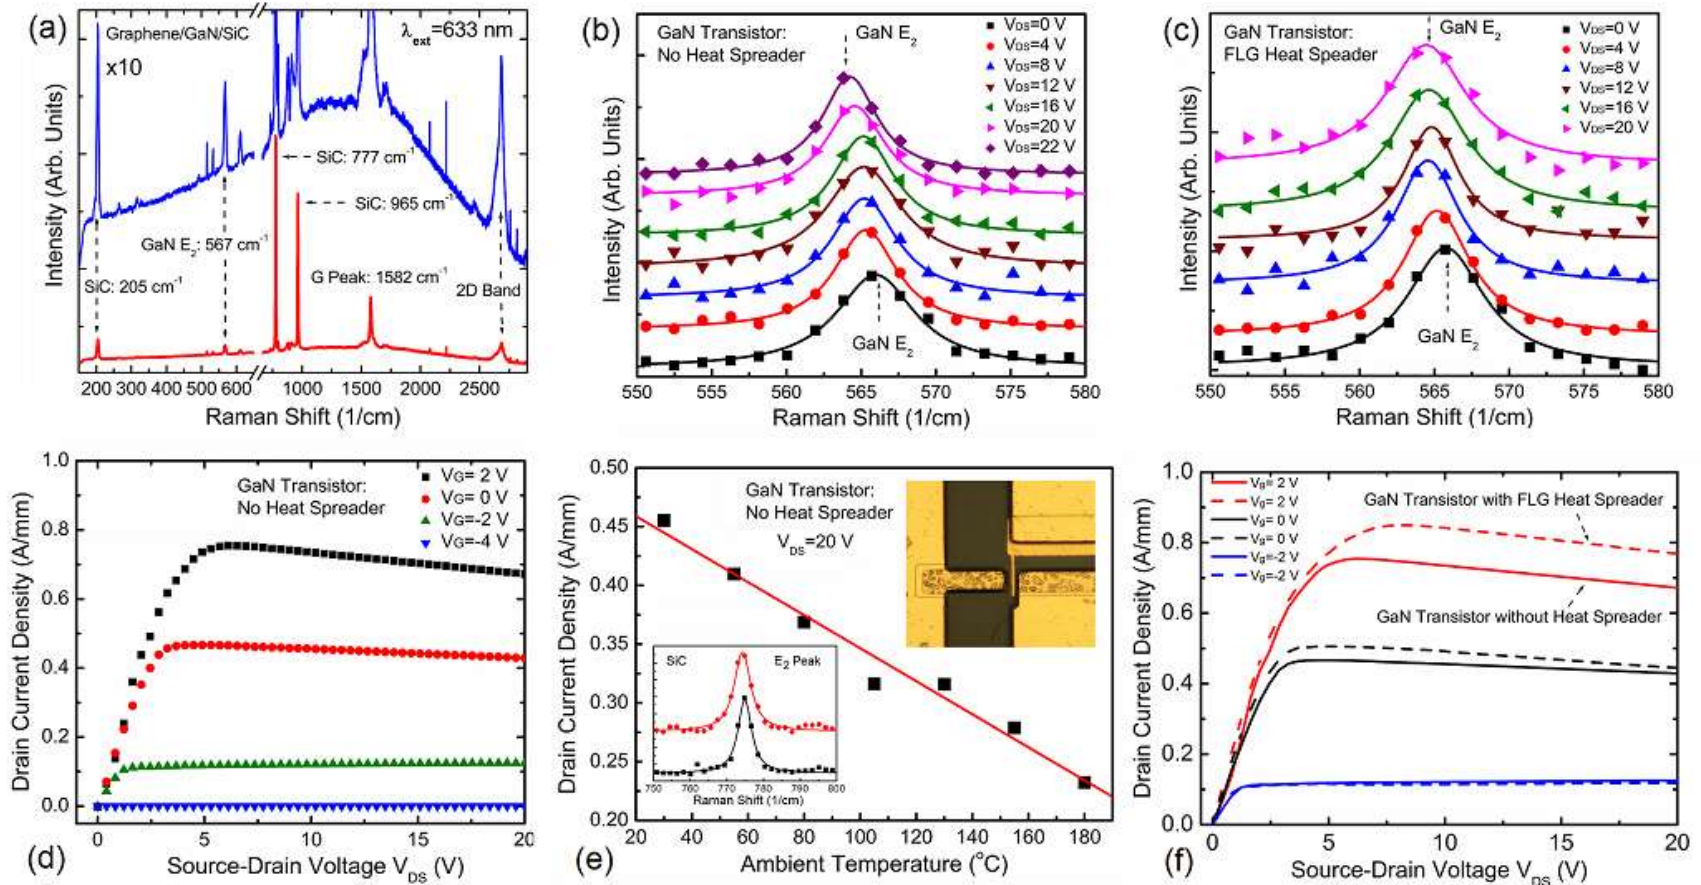 (a)
Graphene/GaN/SiC
λext=633 nm
x10
SiC: 777 cm-1
SiC: 965 cm-1
GaN E2: 567 cm-1
G Peak: 1582 cm-1
SiC: 205 cm-1
2D Band
Intensity (Arb. Units)
200 300 400 500 600 1000 1500 2000 2500
Raman Shift (1/cm)
(b)
GaN Transistor:
No Heat Spreader
GaN E2
VDS=0 V
VDS=4 V
VDS=8 V
VDS=12 V
VDS=16 V
VDS=20 V
VDS=22 V
GaN E2
Intensity (Arb. Units)
550 555 560 565 570 575 580
Raman Shift (1/cm)
(c)
GaN Transistor:
FLG Heat Speader
GaN E2
VDS=0 V
VDS=4 V
VDS=8 V
VDS=12 V
VDS=16 V
VDS=20 V
GaN E2
Intensity (Arb. Units)
550 555 560 565 570 575 580
Raman Shift (1/cm)
1.0
0.8
0.6
0.4
0.2
0.0
Drain Current Density (A/mm)
GaN Transistor:
No Heat Spreader
VG= 2 V
VG= 0 V
VG=-2 V
VG=-4 V
0 5 10 15 20
(d)
Source-Drain Voltage VDS (V)
0.50
0.45
0.40
0.35
0.30
0.25
0.20
Drain Current Density (A/mm)
GaN Transistor:
No Heat Spreader
VDS=20 V
SiC
E2 Peak
750 760 770 780 790 800
Raman Shift (1/cm)
20 40 60 80 100 120 140 160 180
(e)
Ambient Temperature (oC)
1.0
0.8
0.6
0.4
0.2
0.0
Drain Current Density (A/mm)
Vg= 2 V
Vg= 2 V
Vg= 0 V
Vg= 0 V
Vg=-2 V
Vg=-2 V
GaN Transistor with FLG Heat Spreader
GaN Transistor without Heat Spreader
0 5 10 15 20
(f)
Source-Drain Voltage VDS (V)